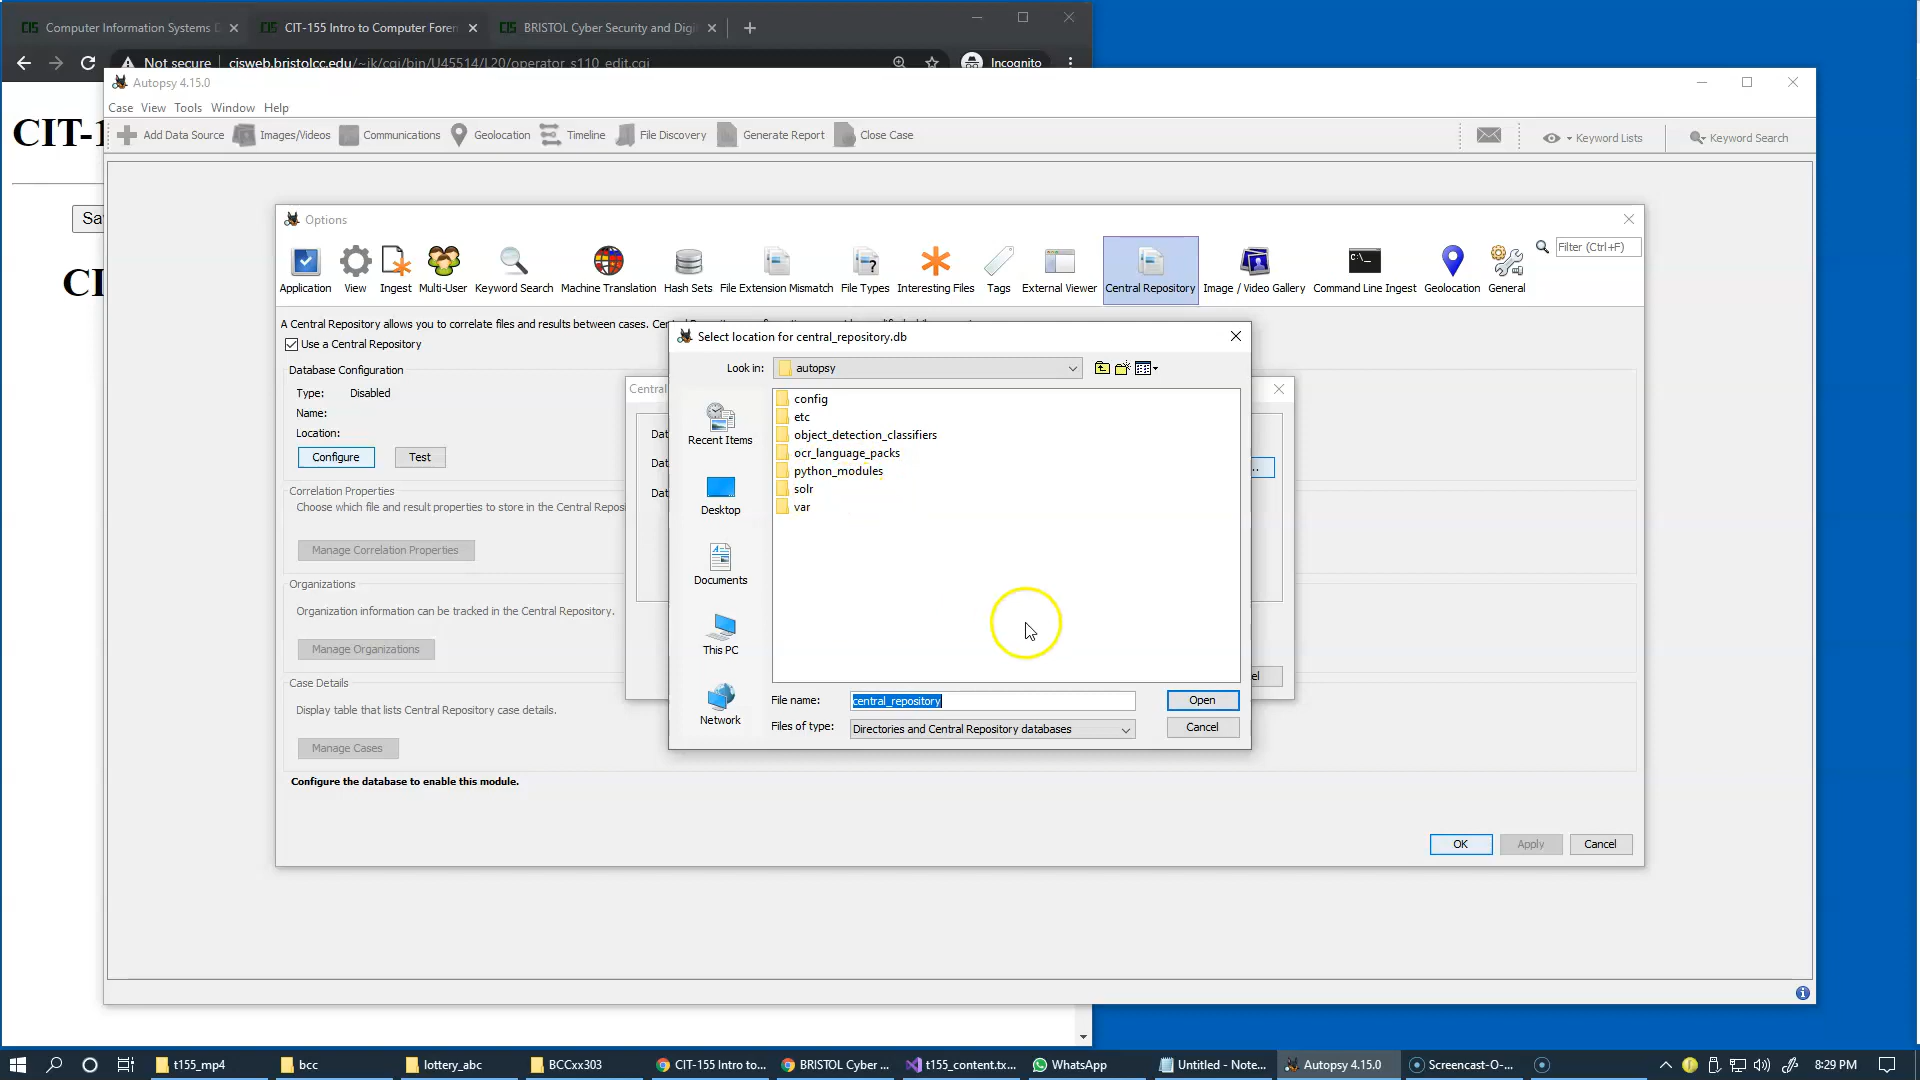 Computer Information Systems D
CIT-155 Intro to Computer Foren
BRISTOL Cyber Security and Digi
Not secure
cisweb.bristolcc.edu/~jk/cgi/bin/U45514/L20/operator_s110_edit.cgi
Incognito
Autopsy 4.15.0
Case View Tools Window Help
Add Data Source Images/Videos Communications Geolocation Timeline File Discovery Generate Report Close Case
Keyword Lists Keyword Search
CIT-1
Sa
CI
Options
Application View Ingest Multi-User Keyword Search Machine Translation Hash Sets File Extension Mismatch File Types Interesting Files Tags External Viewer Central Repository Image / Video Gallery Command Line Ingest Geolocation General
Filter (Ctrl+F)
A Central Repository allows you to correlate files and results between cases.
Use a Central Repository
Database Configuration
Type: Disabled
Name:
Location:
Configure Test
Correlation Properties
Choose which file and result properties to store in the Central Reposi
Manage Correlation Properties
Organizations
Organization information can be tracked in the Central Repository.
Manage Organizations
Case Details
Display table that lists Central Repository case details.
Manage Cases
Configure the database to enable this module.
OK Apply Cancel
Central
Dat
Dat
Dat
..
el
Select location for central_repository.db
Look in: autopsy
Recent Items
Desktop
Documents
This PC
Network
config
etc
object_detection_classifiers
ocr_language_packs
python_modules
solr
var
File name: central_repository
Open
Files of type: Directories and Central Repository databases
Cancel
t155_mp4
bcc
lottery_abc
BCCxx303
CIT-155 Intro to...
BRISTOL Cyber ...
t155_content.tx...
WhatsApp
Untitled - Note...
Autopsy 4.15.0
Screencast-O-...
8:29 PM